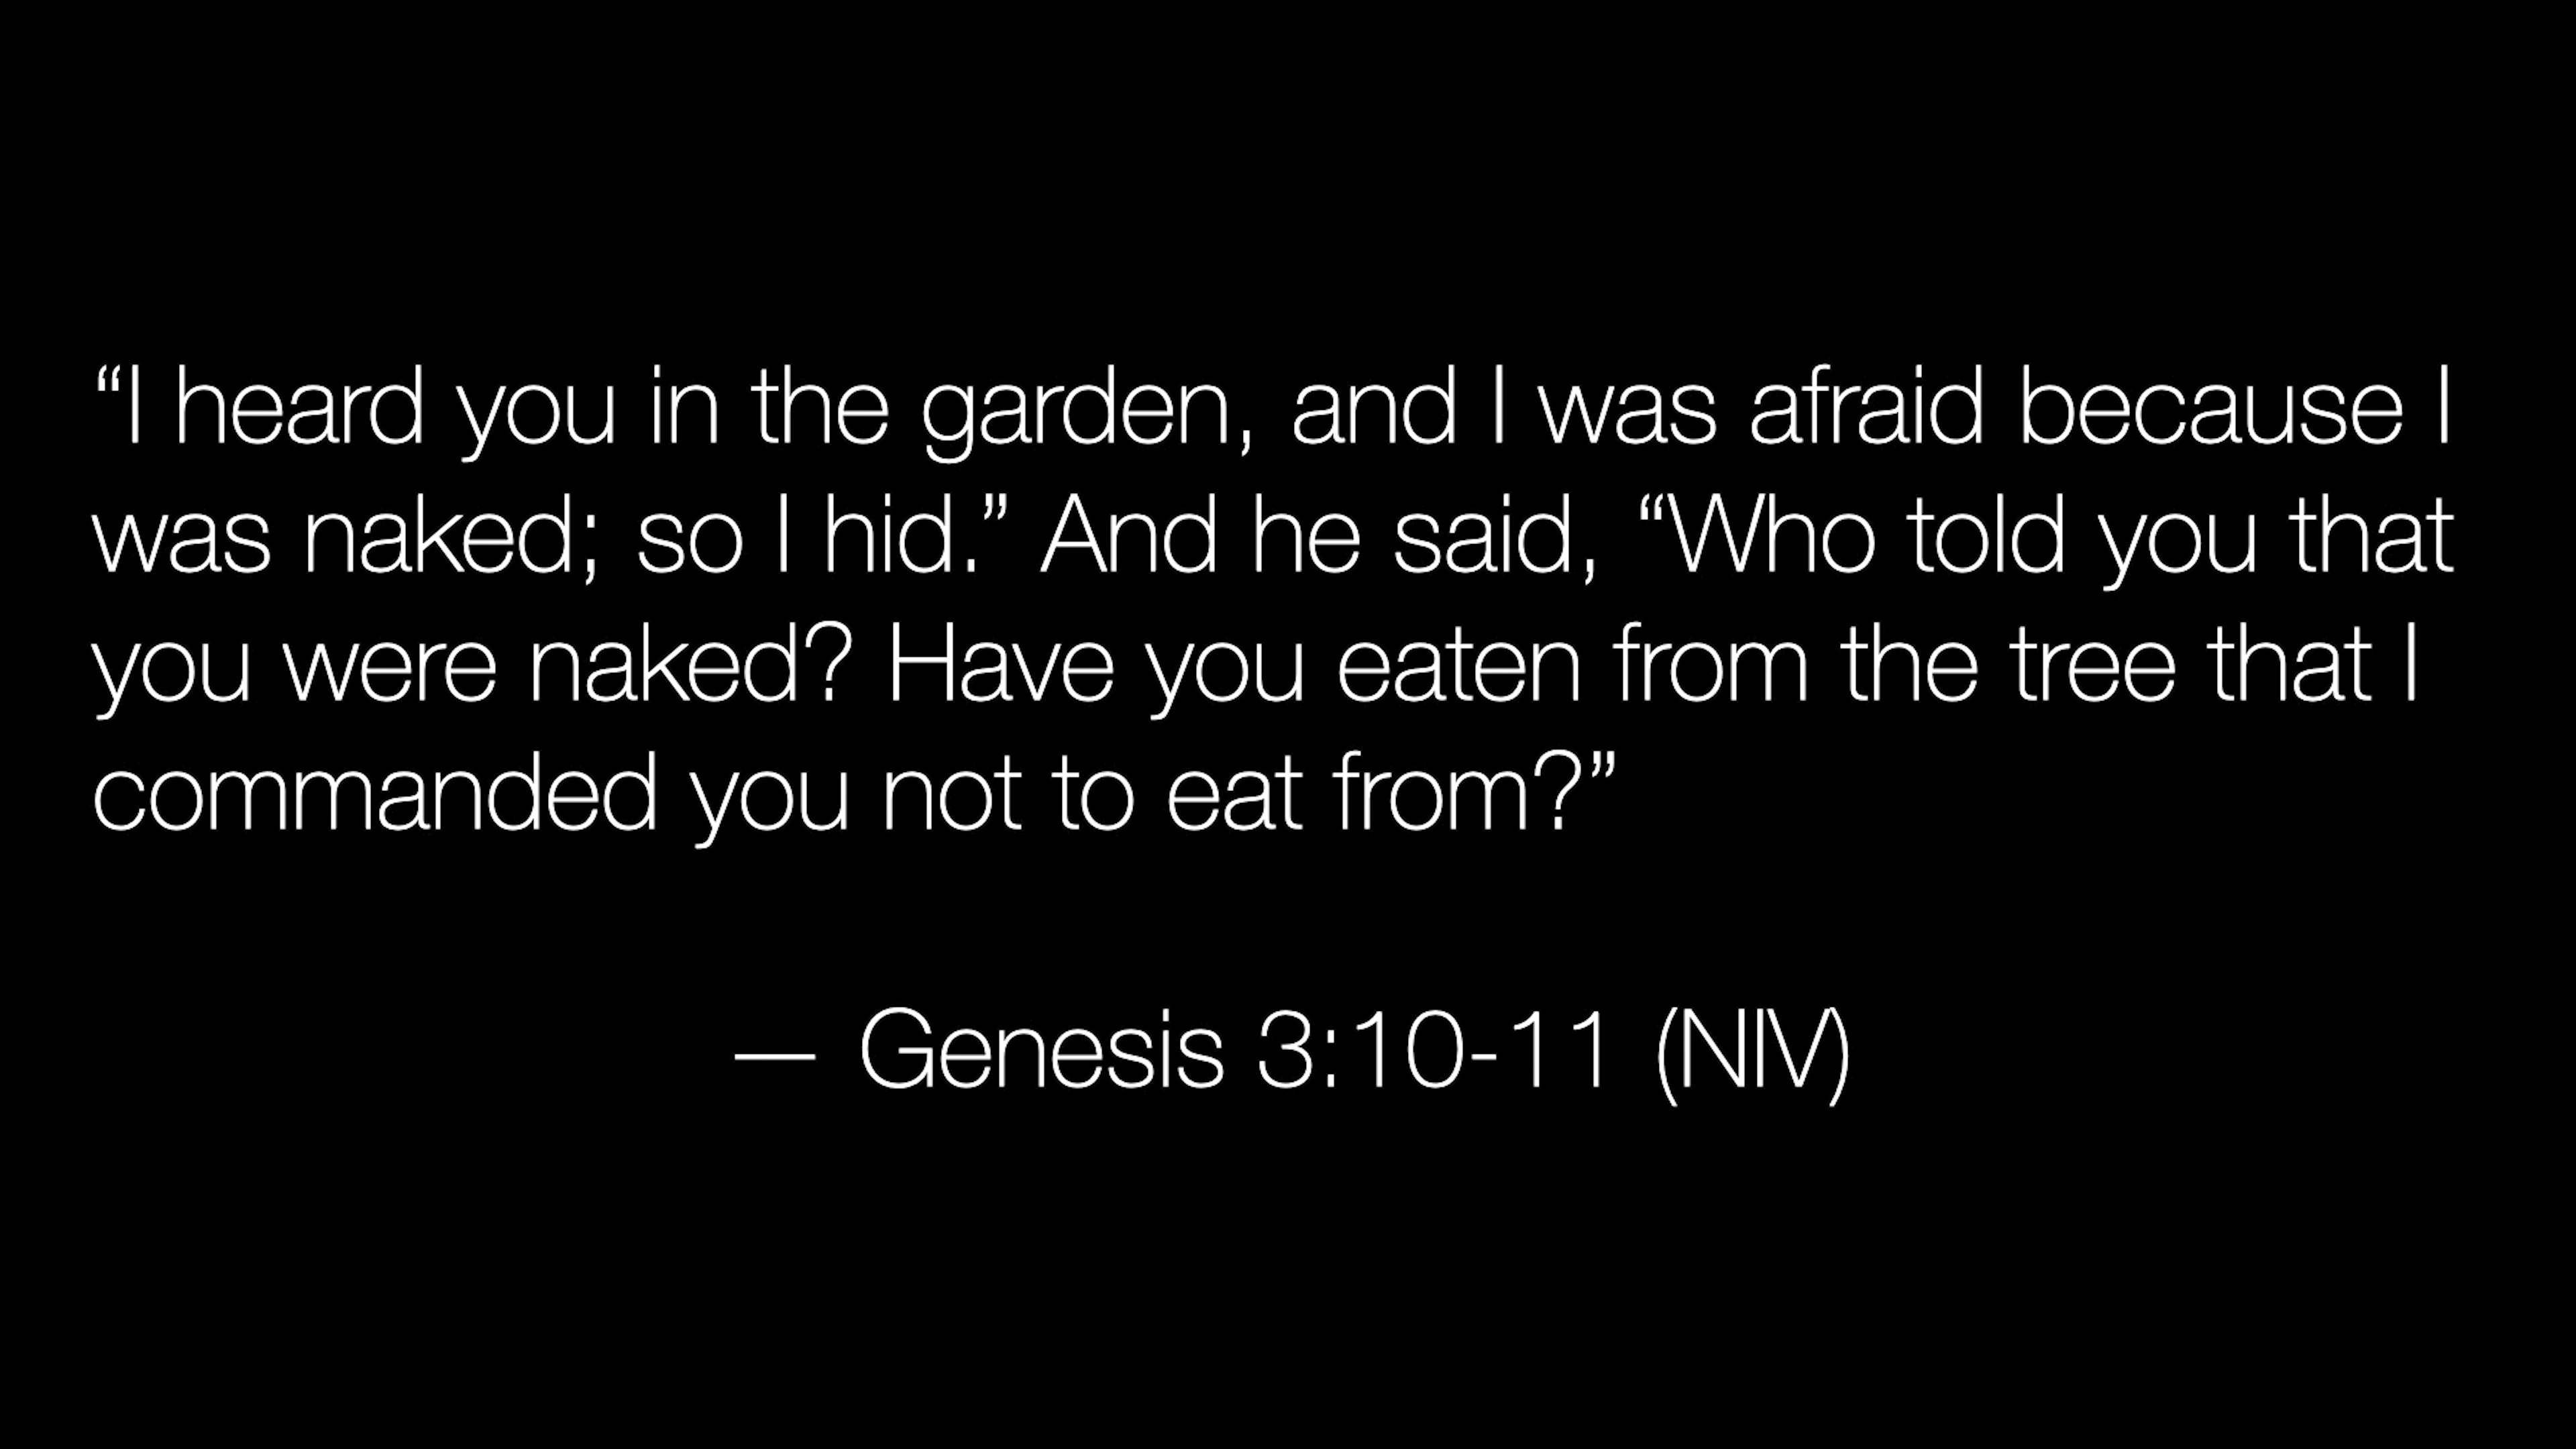 “I heard you in the garden, and I was afraid because I
was naked; so I hid.” And he said, “Who told you that
you were naked? Have you eaten from the tree that I
commanded you not to eat from?”
— Genesis 3:10-11 (NIV)